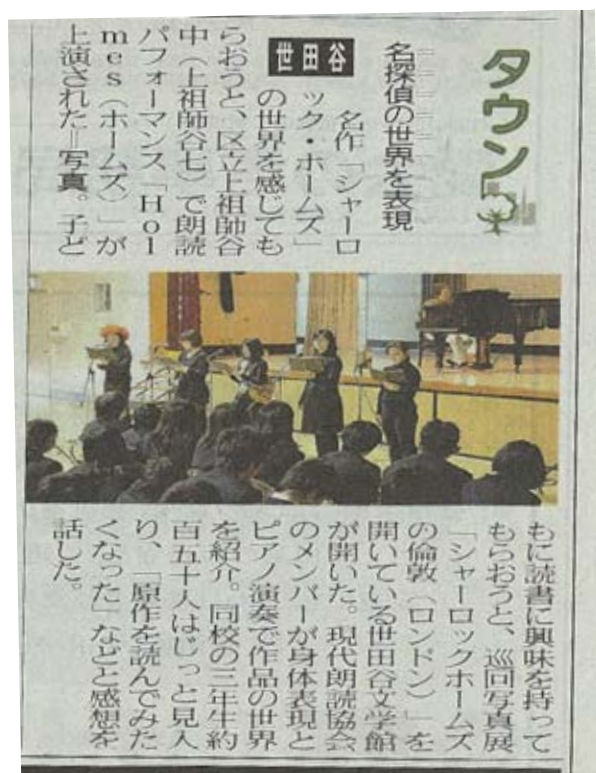 タウン
名探偵の世界を表現
世田谷
名作「シャーロ
ック・ホームズ」
の世界を感じても
らおうと、区立上祖師谷
中（上祖師谷七）で朗読
パフォーマンス「Hol
mes（ホームズ）」が
上演された＝写真。子ど
もに読書に興味を持って
もらおうと、巡回写真展
「シャーロックホームズ
の倫敦（ロンドン）」を
開いている世田谷文学館
が開いた。現代朗読協会
のメンバーが身体表現と
ピアノ演奏で作品の世界
を紹介。同校の三年生約
百五十人はじっと見入
り、「原作を読んでみた
くなった」などと感想を
話した。